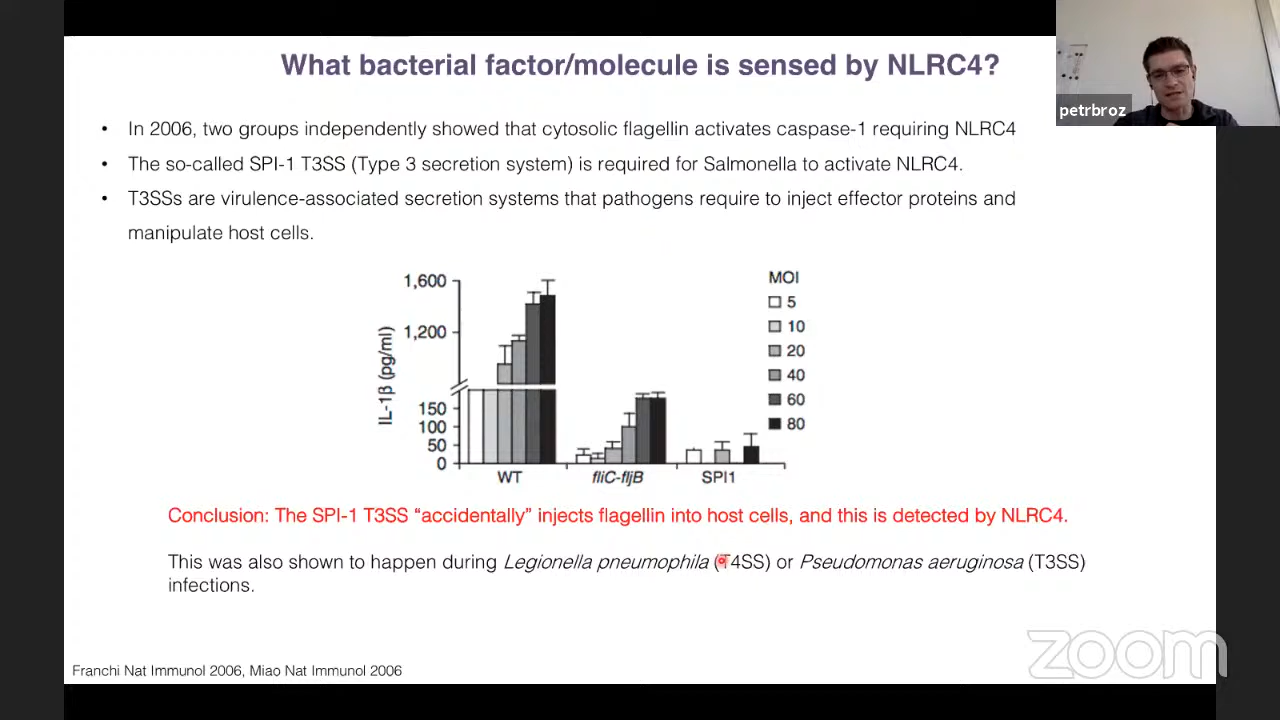 What bacterial factor/molecule is sensed by NLRC4?
petrbroz
• In 2006, two groups independently showed that cytosolic flagellin activates caspase-1 requiring NLRC4
• The so-called SPI-1 T3SS (Type 3 secretion system) is required for Salmonella to activate NLRC4.
• T3SSs are virulence-associated secretion systems that pathogens require to inject effector proteins and
manipulate host cells.
IL-1β (pg/ml)
1,600
1,200
150
100
50
0
WT
fliC-fljB
SPI1
MOI
5
10
20
40
60
80
Conclusion: The SPI-1 T3SS “accidentally” injects flagellin into host cells, and this is detected by NLRC4.
This was also shown to happen during Legionella pneumophila (T4SS) or Pseudomonas aeruginosa (T3SS)
infections.
Franchi Nat Immunol 2006, Miao Nat Immunol 2006
zoom